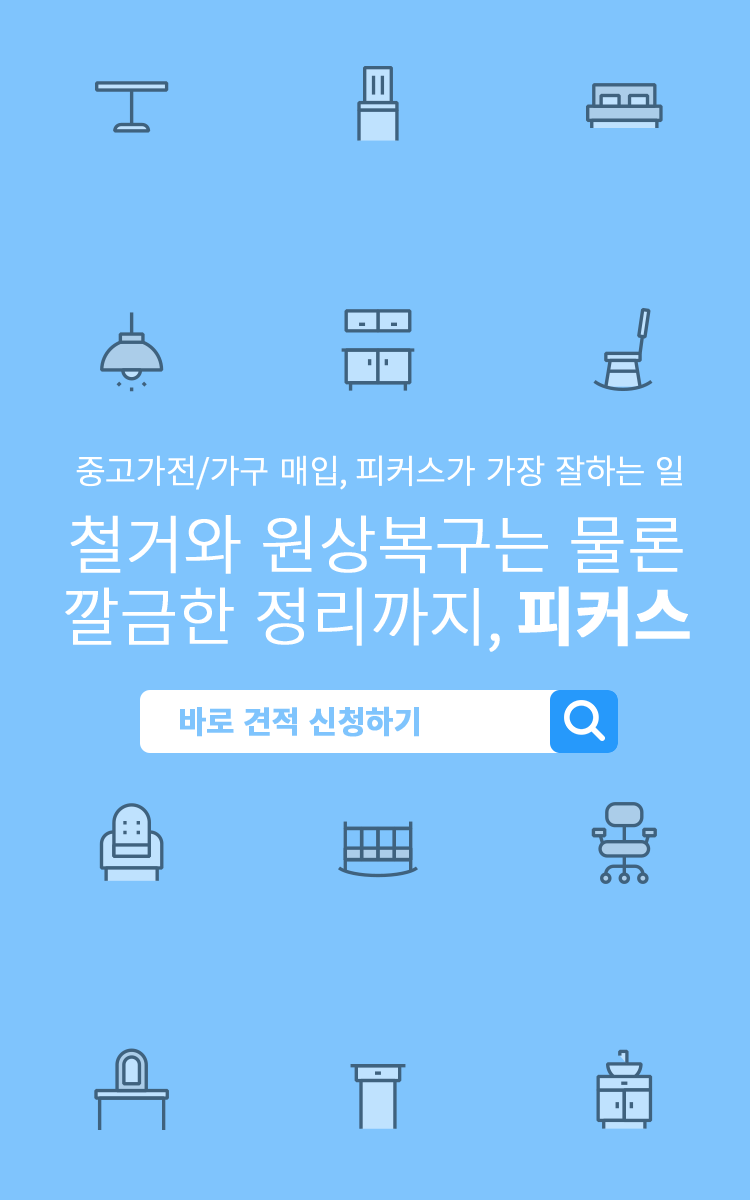 중고가전/가구 매입, 피커스가 가장 잘하는 일
철거와 원상복구는 물론
깔금한 정리까지, 피커스
바로 견적 신청하기